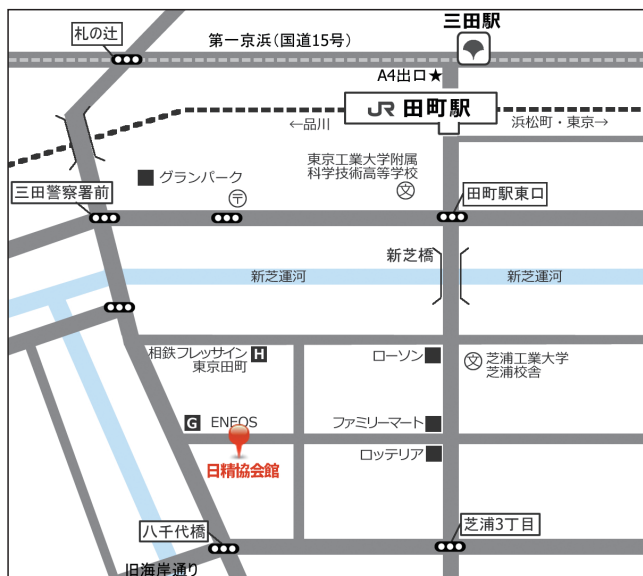 三田駅
札の辻
第一京浜(国道15号)
A4出口★
JR 田町駅
←品川
浜松町・東京→
東京工業大学附属
科学技術高等学校
文
グランパーク
〒
三田警察署前
田町駅東口
新芝橋
新芝運河
新芝運河
相鉄フレッサイン H
東京田町
ローソン
文
芝浦工業大学
芝浦校舎
G ENEOS
ファミリーマート
日精協会館
ロッテリア
八千代橋
芝浦3丁目
旧海岸通り